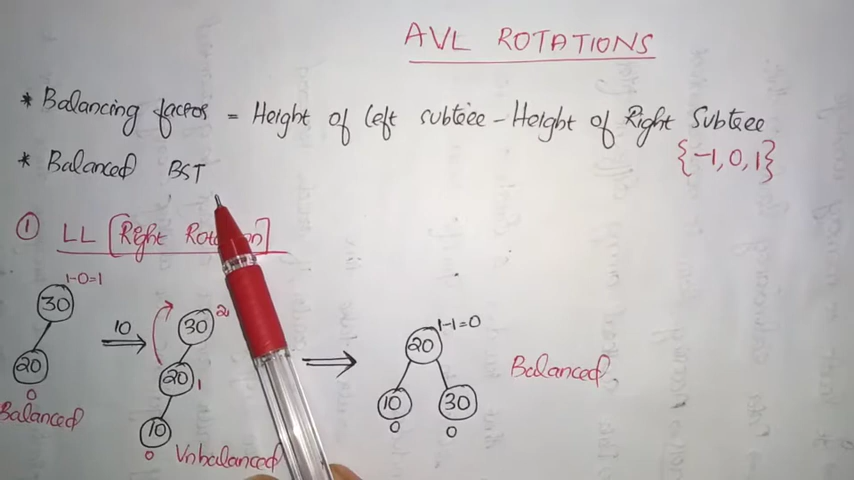 AVL ROTATIONS
* Balancing factor = Height of left subtree - Height of Right Subtree
{-1, 0, 1}
* Balanced BST
① LL [Right Rotation]
1-0=1
30
20
0
Balanced
10
30 2
20 1
10
0
Unbalanced
1-1=0
20
10
30
0
0
Balanced